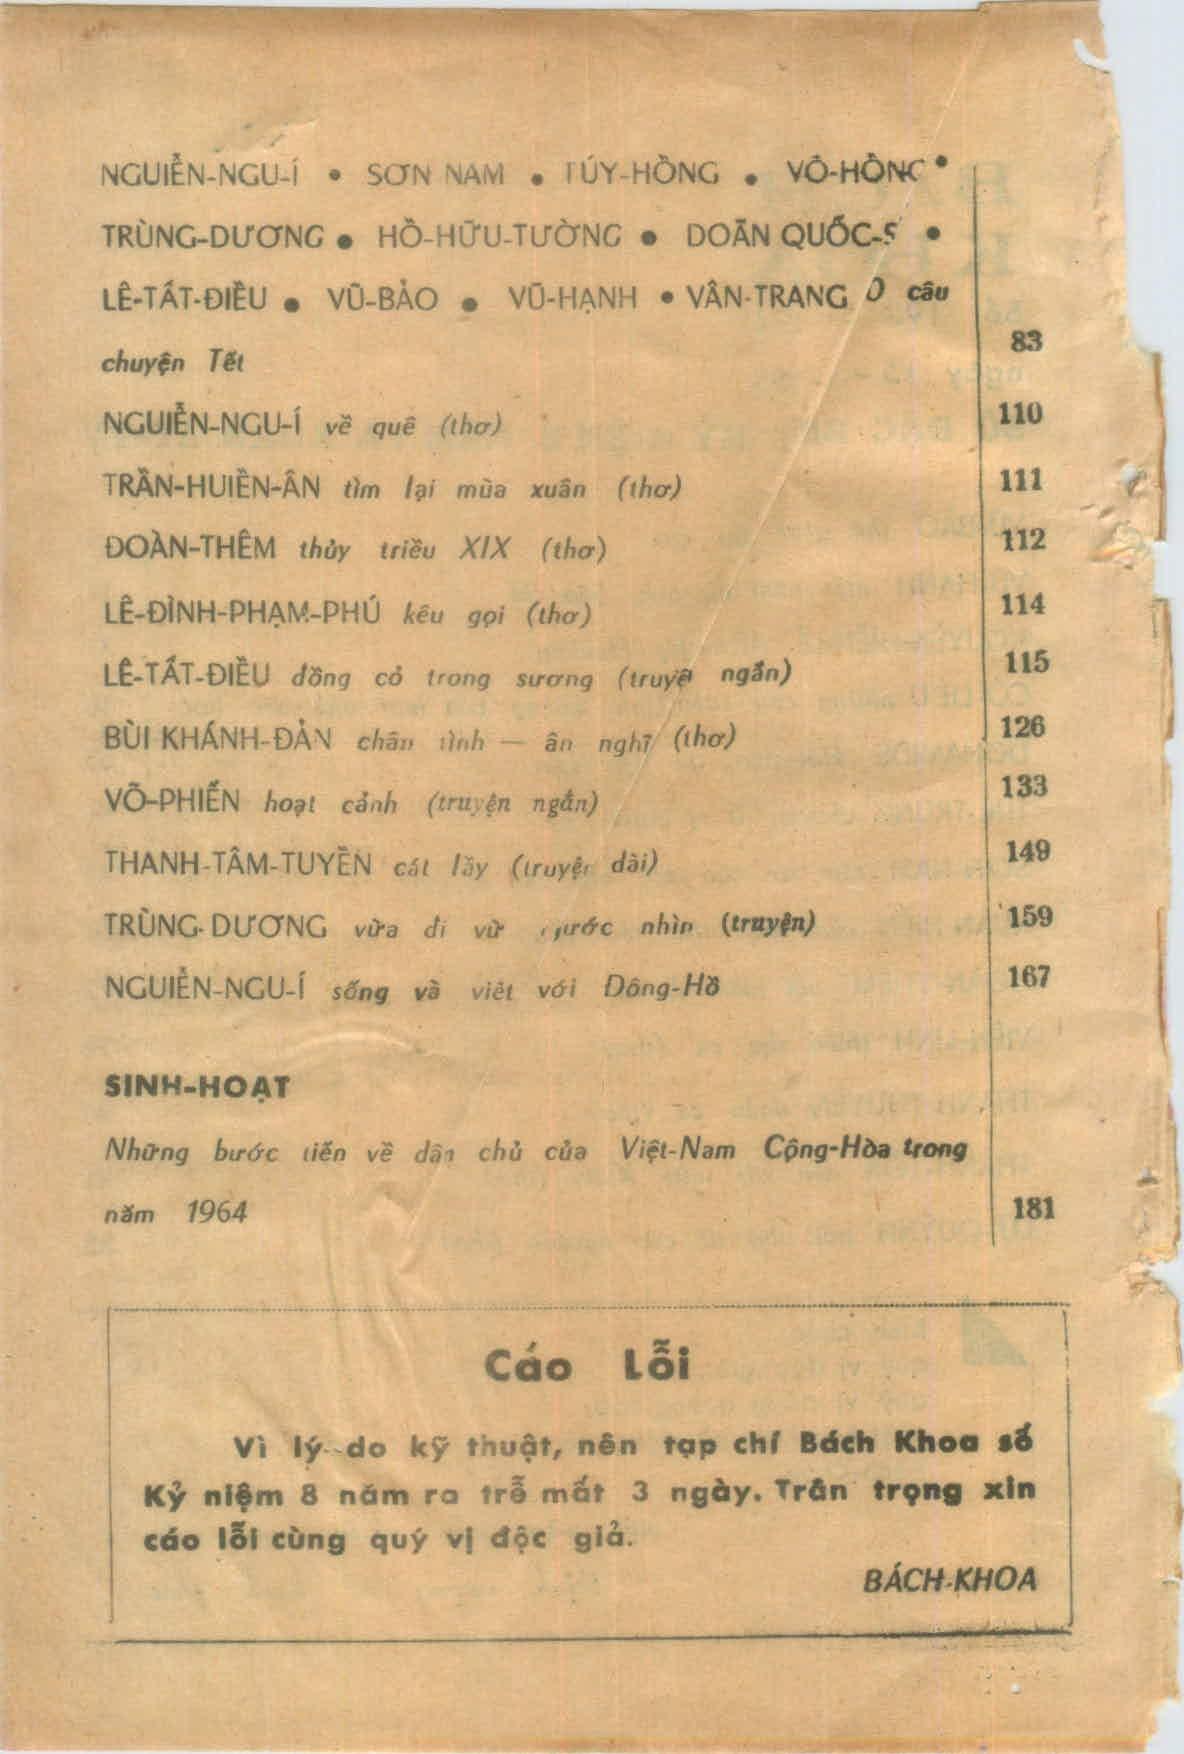 NGUIỄN-NGU-Í • SƠN NAM • TÚY-HỒNG • VÕ-HỒNG •
TRÙNG-DƯƠNG • HỒ-HỮU-TƯỜNG • DOÃN QUỐC-S •
LÊ-TẤT-ĐIỀU • VŨ-BẢO • VŨ-HẠNH • VÂN-TRANG câu
chuyện Tết 83
NGUIỄN-NGU-Í về quê (thơ) 110
TRẦN-HUIỀN-ÂN tìm lại mùa xuân (thơ) 111
ĐOÀN-THÊM thủy triều XIX (thơ) 112
LÊ-ĐÌNH-PHẠM-PHÚ kêu gọi (thơ) 114
LÊ-TẤT-ĐIỀU đồng cỏ trong sương (truyện ngắn) 115
BÙI KHÁNH-ĐẢN chân tình — ân nghĩ (thơ) 126
VÕ-PHIẾN hoạt cảnh (truyện ngắn) 133
THANH-TÂM-TUYỀN cát lầy (truyện dài) 149
TRÙNG-DƯƠNG vừa đi vừ ngước nhìn (truyện) 159
NGUIỄN-NGU-Í sống và viết với Đông-Hồ 167
SINH-HOẠT
Những bước tiến về dân chủ của Việt-Nam Cộng-Hòa trong
năm 1964 181
Cáo Lỗi
Vì lý do kỹ thuật, nên tạp chí Bách Khoa số
Kỷ niệm 8 năm ra trễ mất 3 ngày. Trân trọng xin
cáo lỗi cùng quý vị độc giả.
BÁCH-KHOA